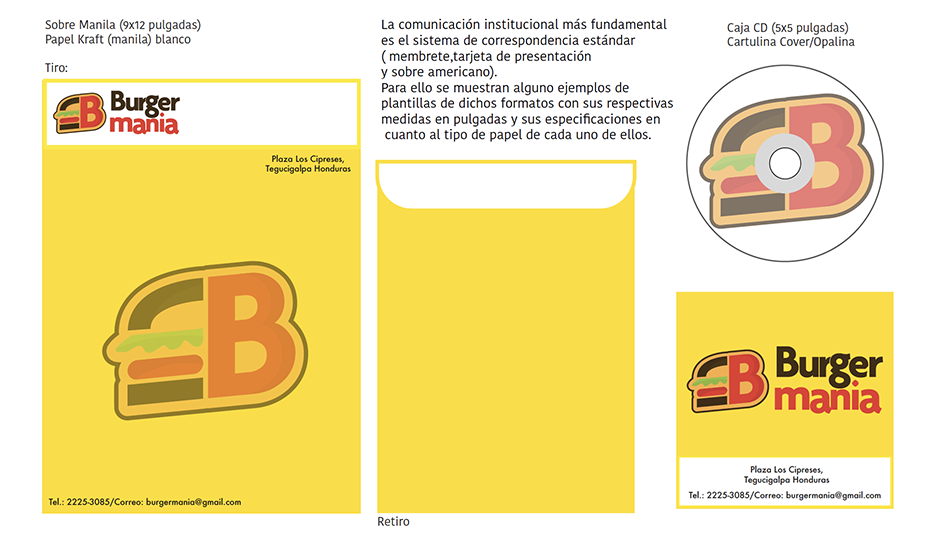 Sobre Manila (9x12 pulgadas)
Papel Kraft (manila) blanco
Tiro:
B Burger
mania
Plaza Los Cipreses,
Tegucigalpa Honduras
B
Tel.: 2225-3085/Correo: burgermania@gmail.com
La comunicación institucional más fundamental
es el sistema de correspondencia estándar
( membrete,tarjeta de presentación
y sobre americano).
Para ello se muestran alguno ejemplos de
plantillas de dichos formatos con sus respectivas
medidas en pulgadas y sus especificaciones en
cuanto al tipo de papel de cada uno de ellos.
Retiro
Caja CD (5x5 pulgadas)
Cartulina Cover/Opalina
B
B Burger
mania
Plaza Los Cipreses,
Tegucigalpa Honduras
Tel.: 2225-3085/Correo: burgermania@gmail.com